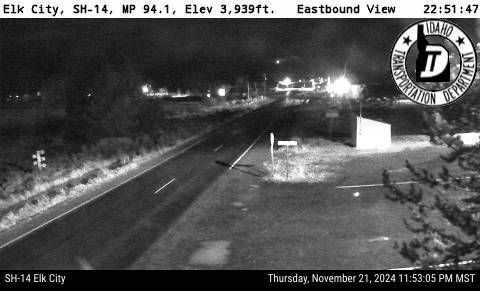 Elk City, SH-14, MP 94.1, Elev 3,939ft. Eastbound View 22:51:47
IDAHO
TRANSPORTATION DEPARTMENT
SH-14 Elk City Thursday, November 21, 2024 11:53:05 PM MST